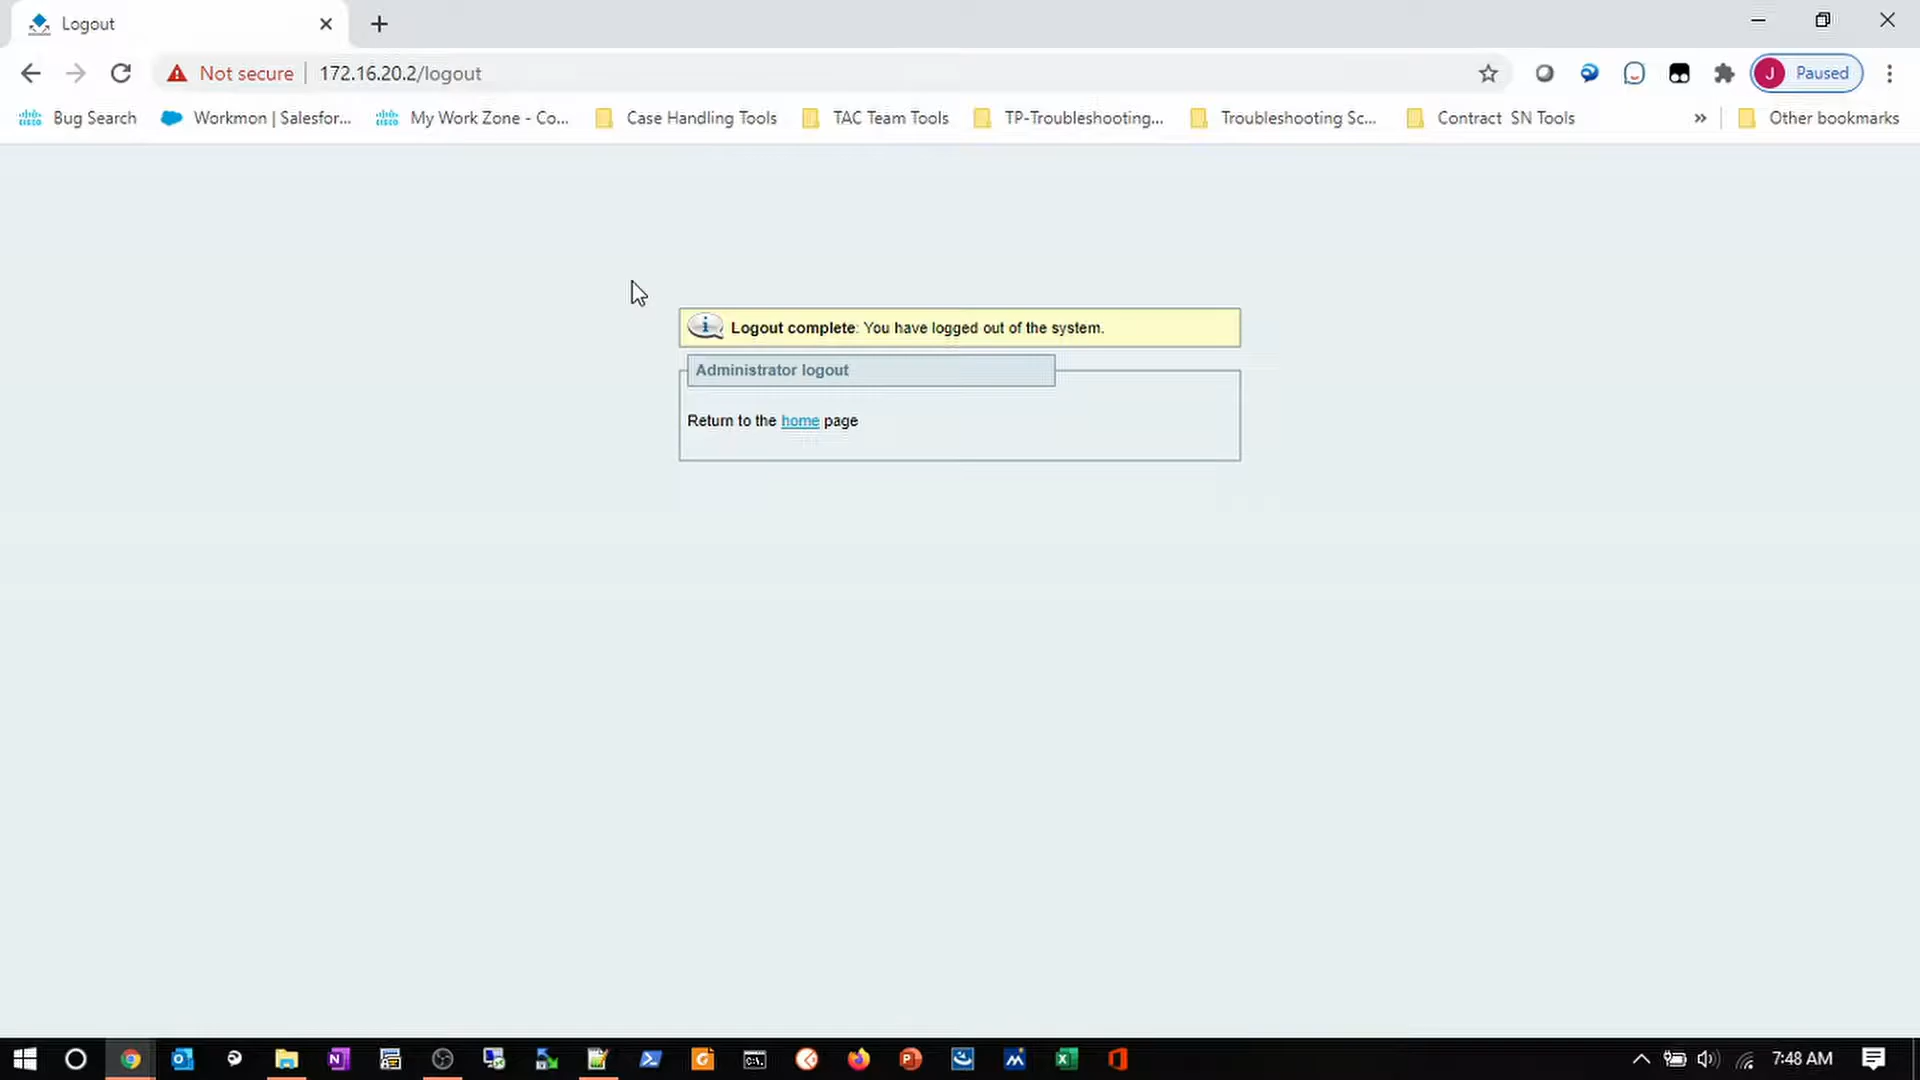 Logout
Not secure
172.16.20.2/logout
J
Paused
Bug Search
Workmon | Salesfor...
My Work Zone - Co...
Case Handling Tools
TAC Team Tools
TP-Troubleshooting...
Troubleshooting Sc...
Contract SN Tools
»
Other bookmarks
Logout complete: You have logged out of the system.
Administrator logout
Return to the home page
7:48 AM